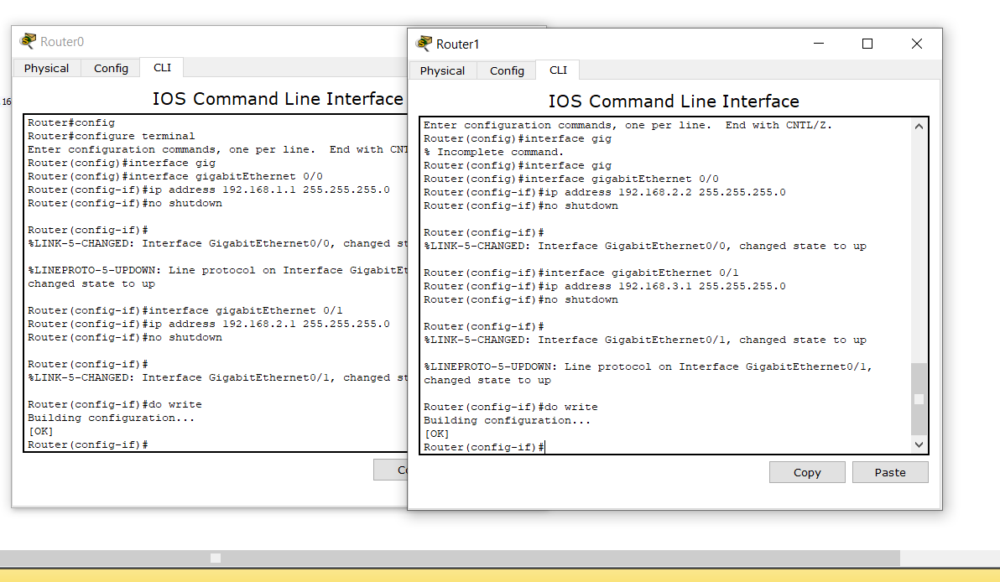 Router0
Physical Config CLI
16
IOS Command Line Interface
Router#config
Router#configure terminal
Enter configuration commands, one per line.  End with CNT
Router(config)#interface gig
Router(config)#interface gigabitEthernet 0/0
Router(config-if)#ip address 192.168.1.1 255.255.255.0
Router(config-if)#no shutdown
Router(config-if)#
%LINK-5-CHANGED: Interface GigabitEthernet0/0, changed st
%LINEPROTO-5-UPDOWN: Line protocol on Interface GigabitEt
changed state to up
Router(config-if)#interface gigabitEthernet 0/1
Router(config-if)#ip address 192.168.2.1 255.255.255.0
Router(config-if)#no shutdown
Router(config-if)#
%LINK-5-CHANGED: Interface GigabitEthernet0/1, changed st
Router(config-if)#do write
Building configuration...
[OK]
Router(config-if)#
Router1
Physical Config CLI
IOS Command Line Interface
Enter configuration commands, one per line.  End with CNTL/Z.
Router(config)#interface gig
% Incomplete command.
Router(config)#interface gig
Router(config)#interface gigabitEthernet 0/0
Router(config-if)#ip address 192.168.2.2 255.255.255.0
Router(config-if)#no shutdown
Router(config-if)#
%LINK-5-CHANGED: Interface GigabitEthernet0/0, changed state to up
Router(config-if)#interface gigabitEthernet 0/1
Router(config-if)#ip address 192.168.3.1 255.255.255.0
Router(config-if)#no shutdown
Router(config-if)#
%LINK-5-CHANGED: Interface GigabitEthernet0/1, changed state to up
%LINEPROTO-5-UPDOWN: Line protocol on Interface GigabitEthernet0/1,
changed state to up
Router(config-if)#do write
Building configuration...
[OK]
Router(config-if)#
Copy Paste